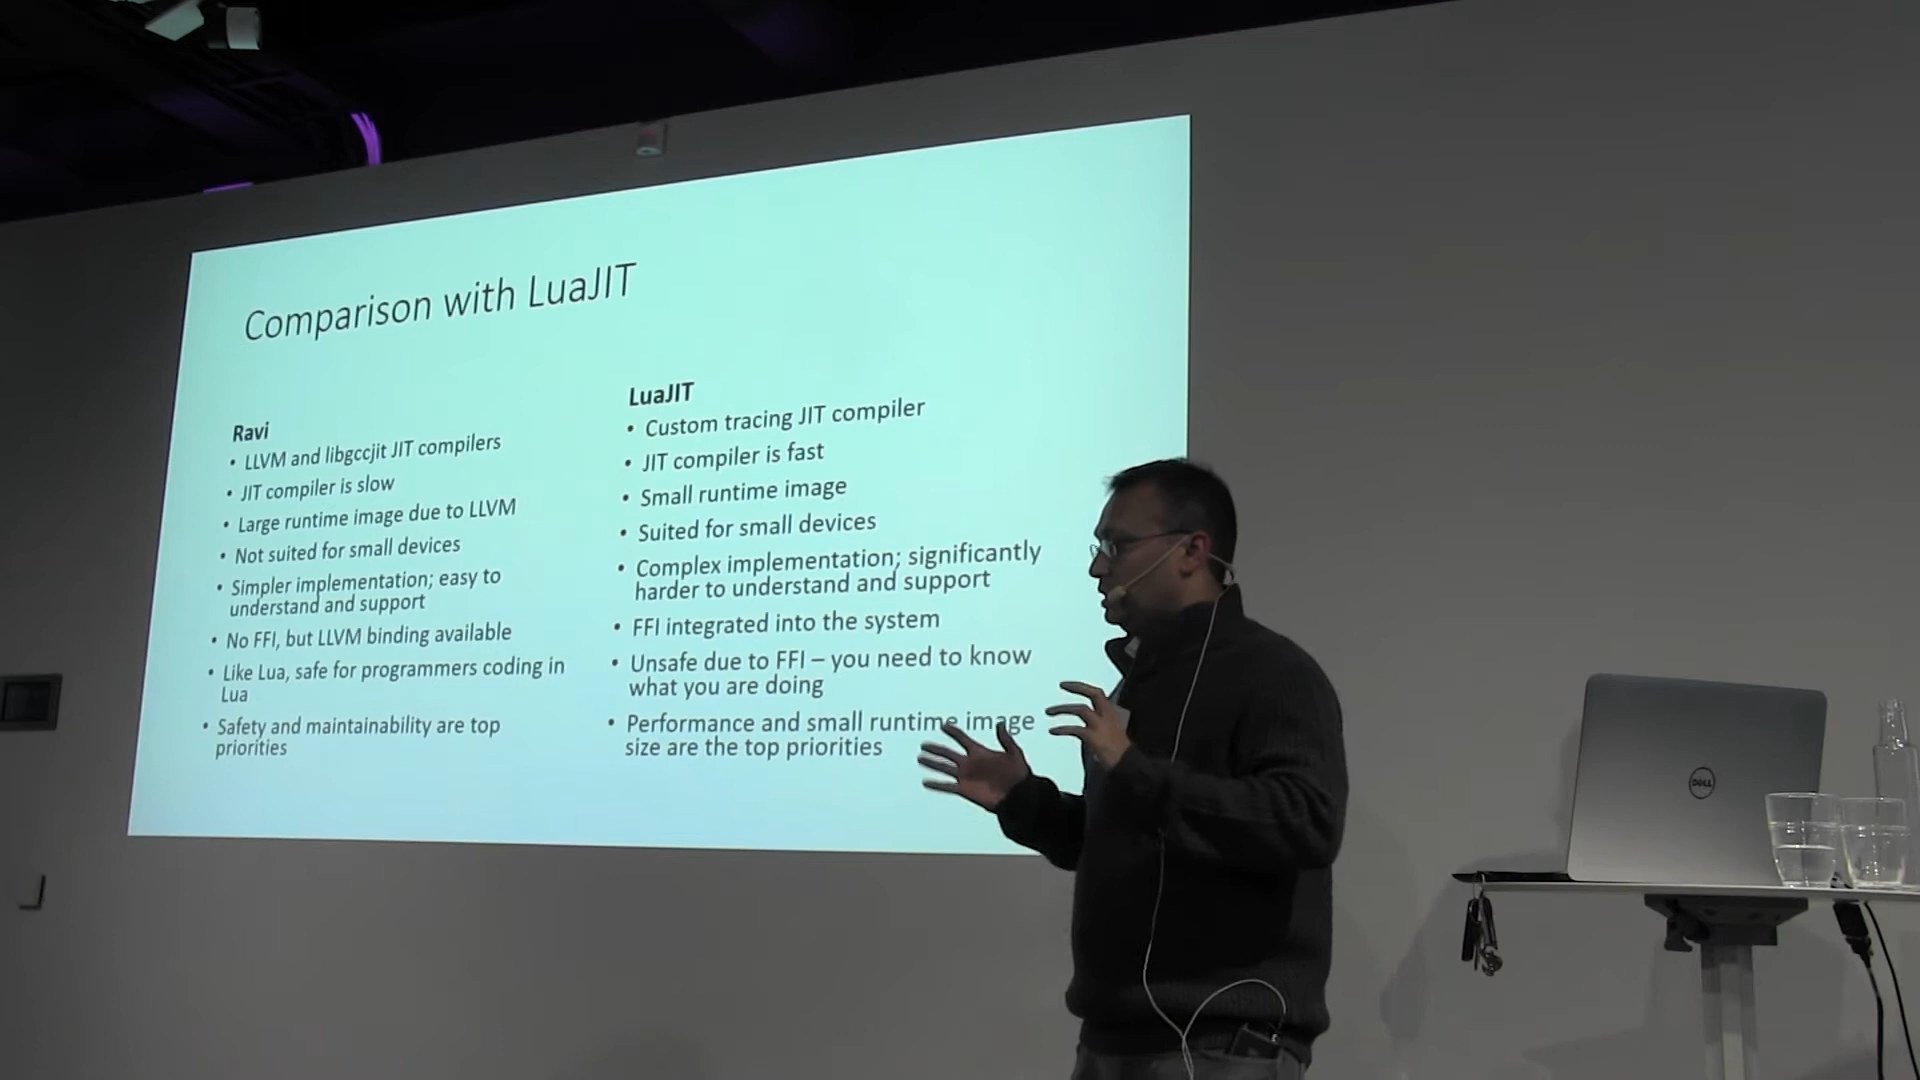 Comparison with LuaJIT
Ravi
• LLVM and libgccjit JIT compilers
• JIT compiler is slow
• Large runtime image due to LLVM
• Not suited for small devices
• Simpler implementation; easy to
understand and support
• No FFI, but LLVM binding available
• Like Lua, safe for programmers coding in
Lua
• Safety and maintainability are top
priorities
LuaJIT
• Custom tracing JIT compiler
• JIT compiler is fast
• Small runtime image
• Suited for small devices
• Complex implementation; significantly
harder to understand and support
• FFI integrated into the system
• Unsafe due to FFI – you need to know
what you are doing
• Performance and small runtime image
size are the top priorities
DELL